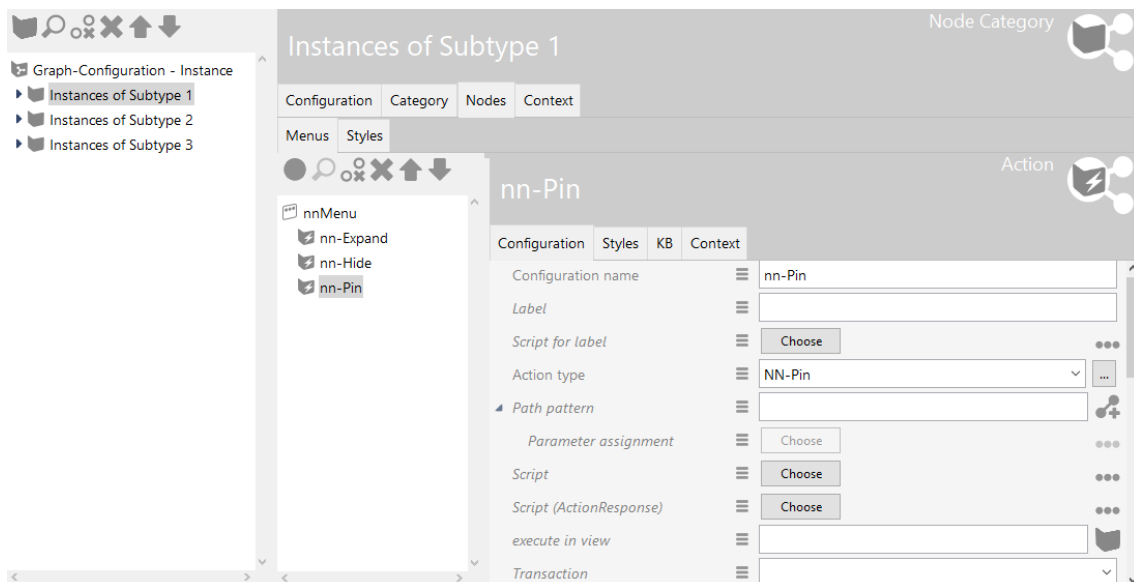 Node Category
Instances of Subtype 1
Graph-Configuration - Instance
Instances of Subtype 1
Instances of Subtype 2
Instances of Subtype 3
Configuration Category Nodes Context
Menus Styles
Action
nn-Pin
nnMenu
nn-Expand
nn-Hide
nn-Pin
Configuration Styles KB Context
Configuration name nn-Pin
Label
Script for label Choose
Action type NN-Pin ...
Path pattern
Parameter assignment Choose
Script Choose
Script (ActionResponse) Choose
execute in view
Transaction